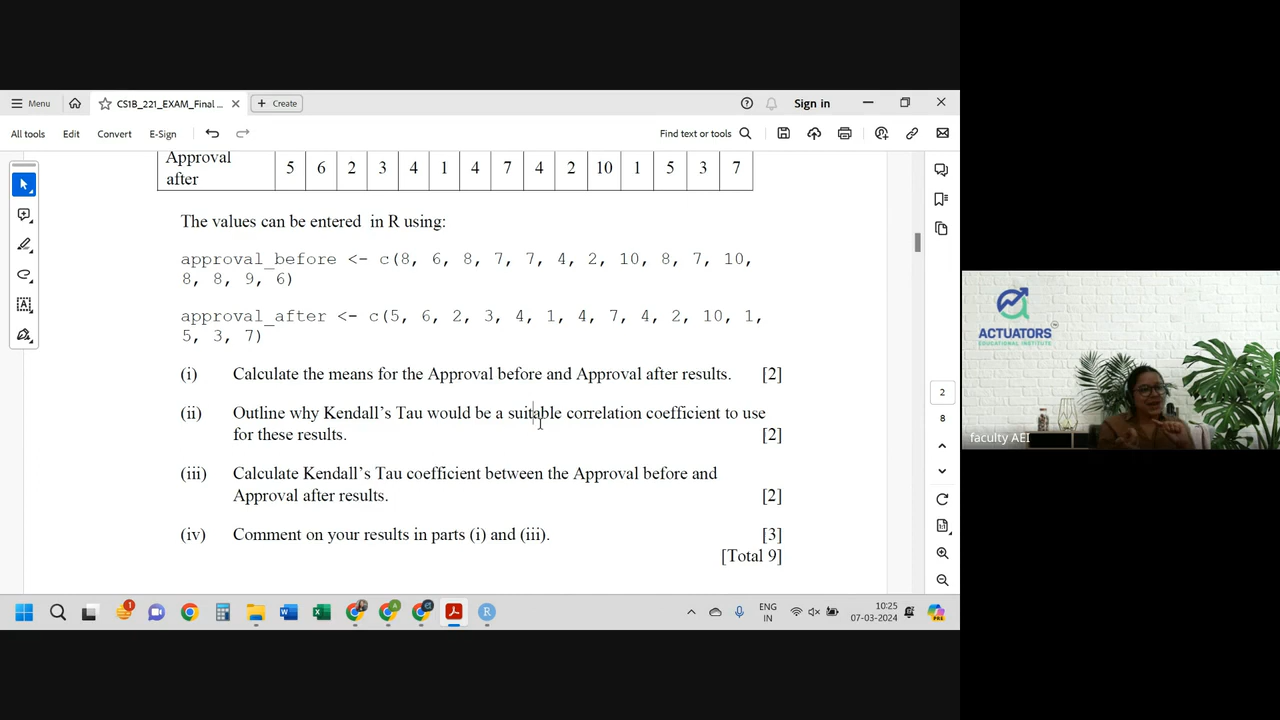 Menu
CS1B_221_EXAM_Final ...
Create
Sign in
All tools
Edit
Convert
E-Sign
Find text or tools
Approval
after
5 6 2 3 4 1 4 7 4 2 10 1 5 3 7
The values can be entered in R using:
approval_before <- c(8, 6, 8, 7, 7, 4, 2, 10, 8, 7, 10,
8, 8, 9, 6)
approval_after <- c(5, 6, 2, 3, 4, 1, 4, 7, 4, 2, 10, 1,
5, 3, 7)
(i) Calculate the means for the Approval before and Approval after results. [2]
(ii) Outline why Kendall's Tau would be a suitable correlation coefficient to use
for these results. [2]
(iii) Calculate Kendall's Tau coefficient between the Approval before and
Approval after results. [2]
(iv) Comment on your results in parts (i) and (iii). [3]
[Total 9]
2
8
ACTUATORS
EDUCATIONAL INSTITUTE
faculty AEI
1
ENG
IN
10:25
07-03-2024